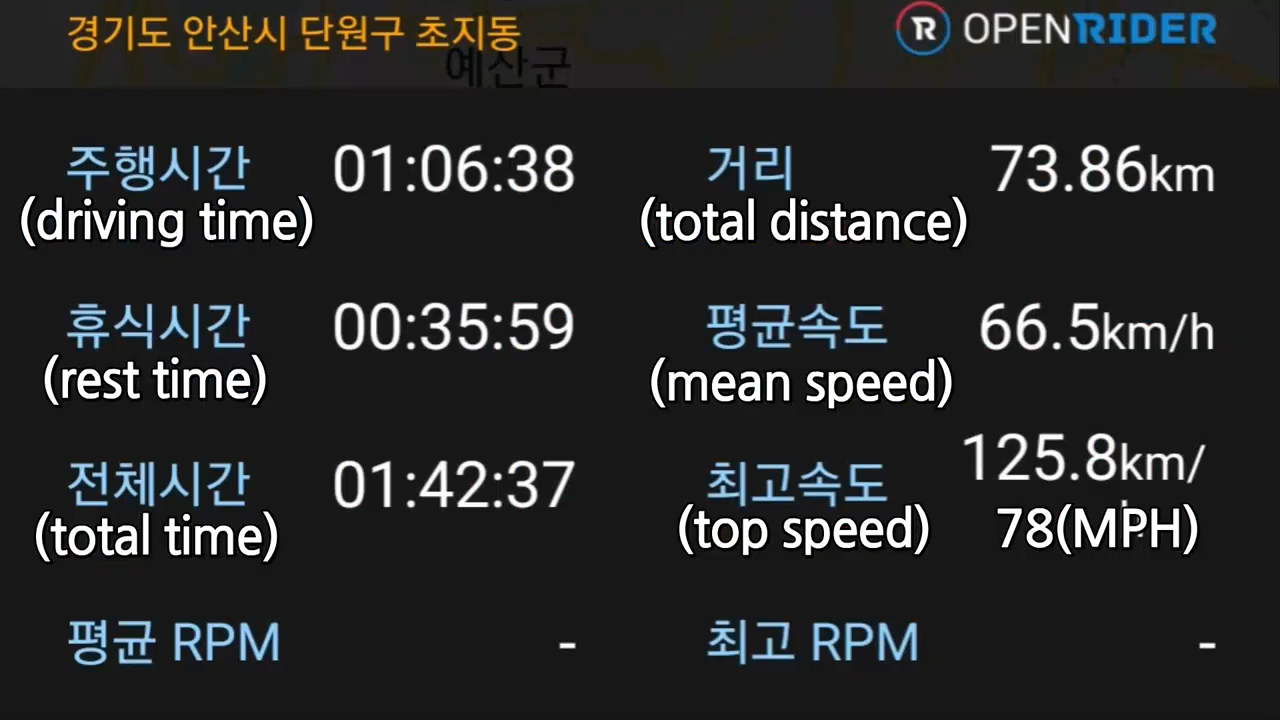 경기도 안산시 단원구 초지동
OPENRIDER
예산군
주행시간 01:06:38
(driving time)
거리 73.86km
(total distance)
휴식시간 00:35:59
(rest time)
평균속도 66.5km/h
(mean speed)
전체시간 01:42:37
(total time)
최고속도 125.8km/
(top speed) 78(MPH)
평균 RPM -
최고 RPM -